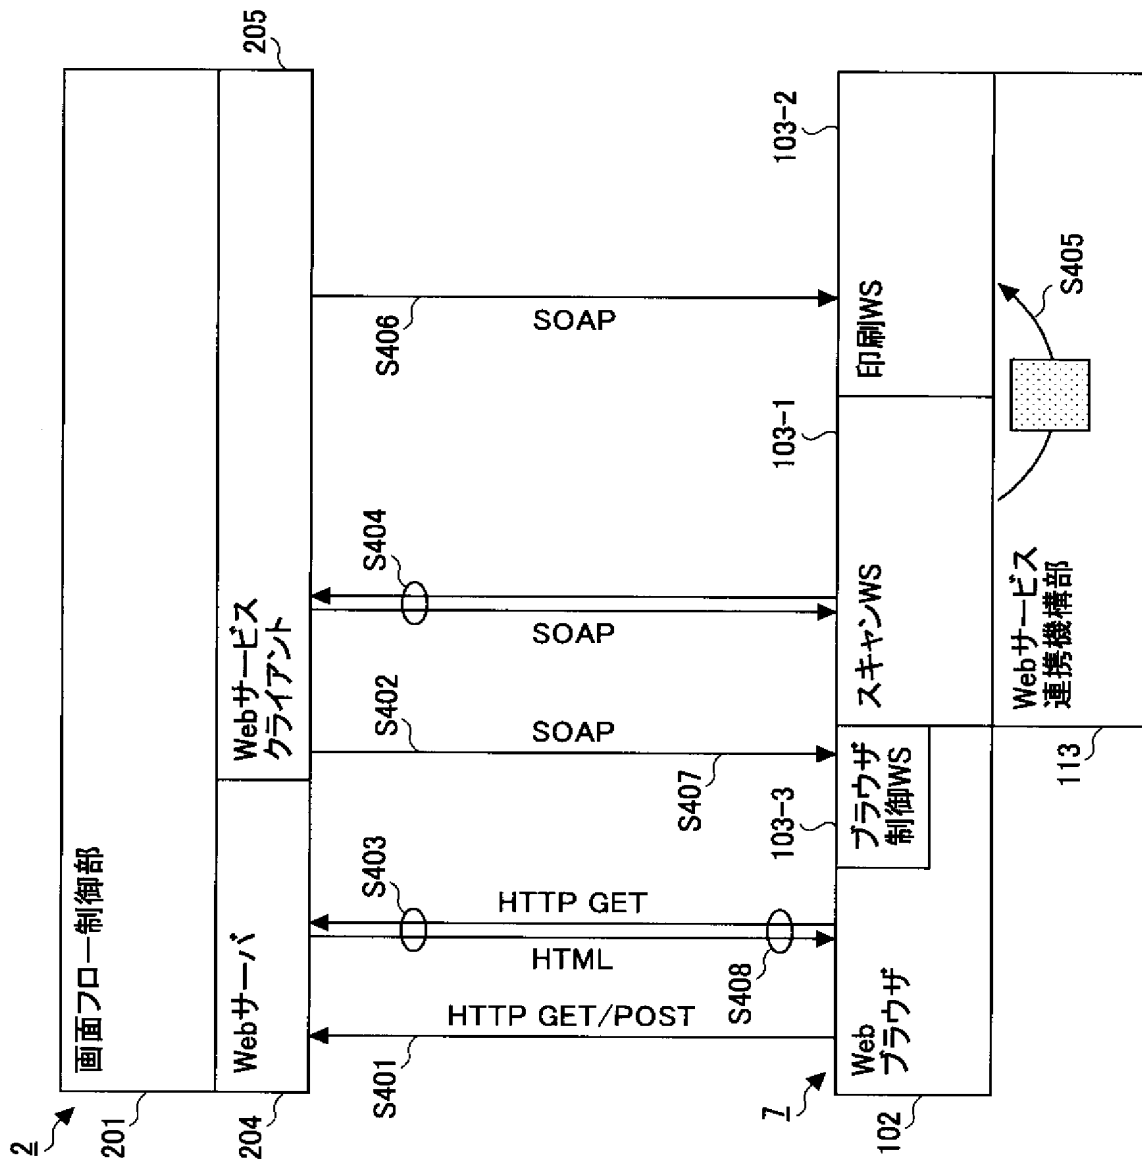 2
201
画面フロー制御部
204
Webサーバ
Webサービス
クライアント
205
S401
HTTP GET/POST
S403
HTML
HTTP GET
S408
S402
SOAP
S407
S404
SOAP
S406
SOAP
7
102
Web
ブラウザ
103-3
ブラウザ
制御WS
103-1
スキャンWS
103-2
印刷WS
113
Webサービス
連携機構部
S405